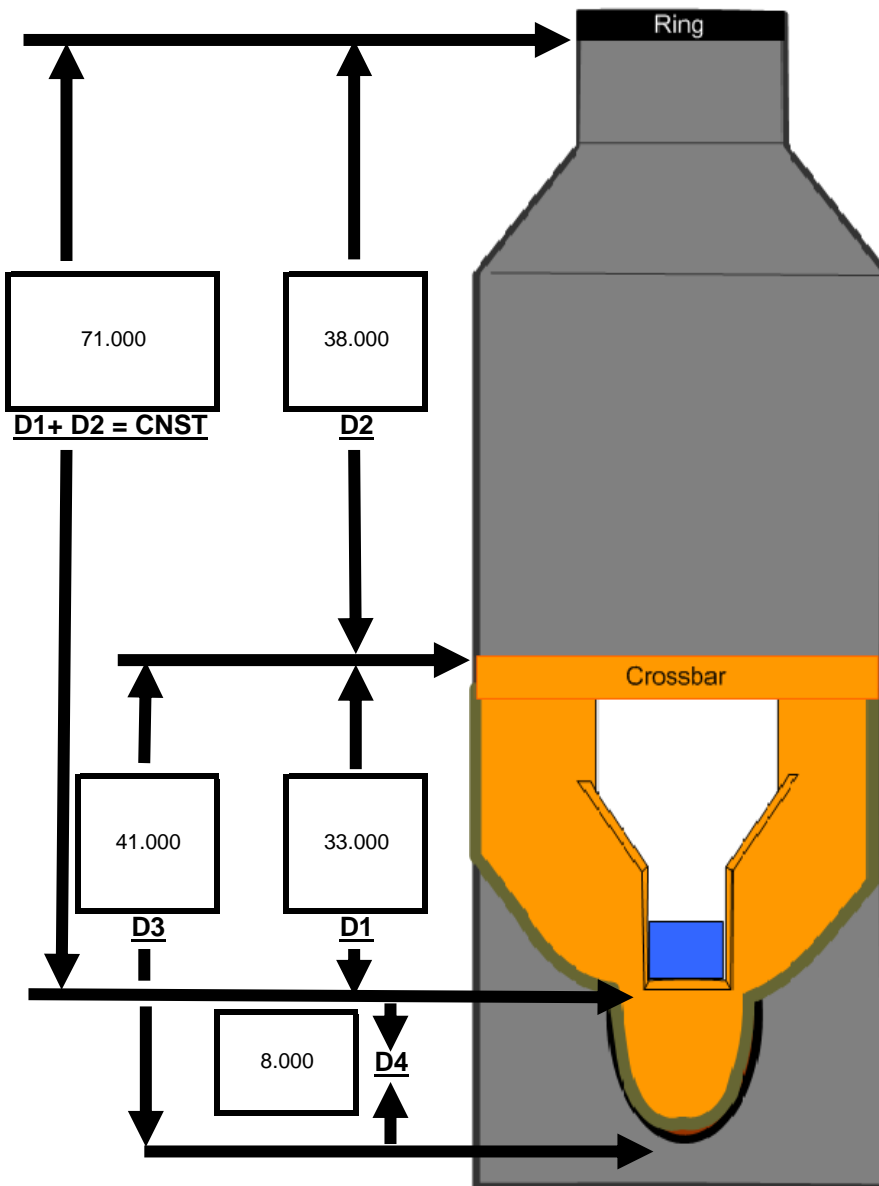 Ring
71.000
38.000
D1+ D2 = CNST
D2
Crossbar
41.000
33.000
D3
D1
8.000
D4